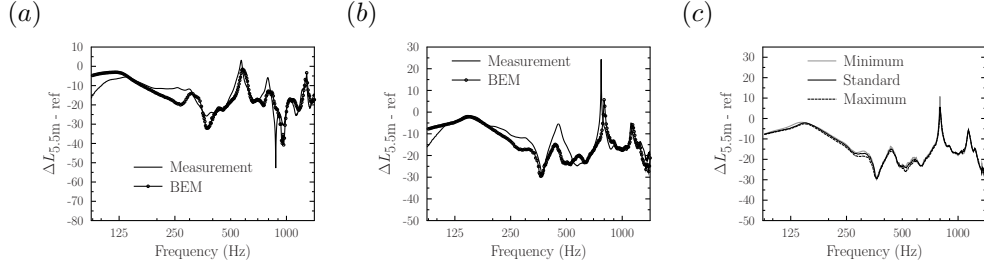 (a)
10
0
-10
-20
-30
-40
-50
-60
-70
-80
125
250
500
1000
Frequency (Hz)
ΔL5.5m - ref
Measurement
BEM
(b)
30
20
10
0
-10
-20
-30
-40
-50
125
250
500
1000
Frequency (Hz)
ΔL5.5m - ref
Measurement
BEM
(c)
30
20
10
0
-10
-20
-30
-40
-50
125
250
500
1000
Frequency (Hz)
ΔL5.5m - ref
Minimum
Standard
Maximum